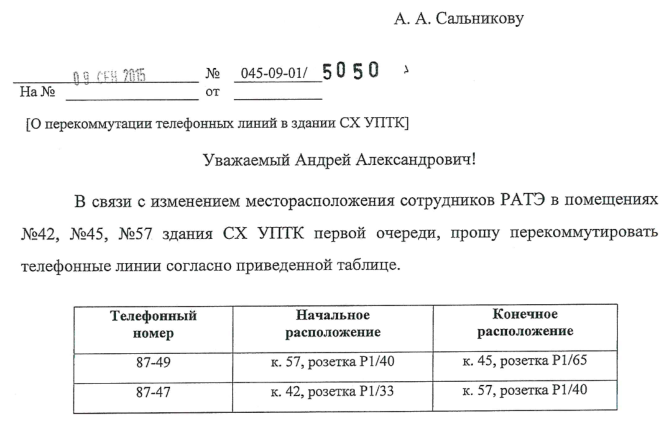 А. А. Сальникову
09 СЕН 2015 № 045-09-01/ 5050
На № от
[О перекоммутации телефонных линий в здании СХ УПТК]
Уважаемый Андрей Александрович!
В связи с изменением месторасположения сотрудников РАТЭ в помещениях
№42, №45, №57 здания СХ УПТК первой очереди, прошу перекоммутировать
телефонные линии согласно приведенной таблице.
Телефонный номер Начальное расположение Конечное расположение
87-49 к. 57, розетка Р1/40 к. 45, розетка Р1/65
87-47 к. 42, розетка Р1/33 к. 57, розетка Р1/40